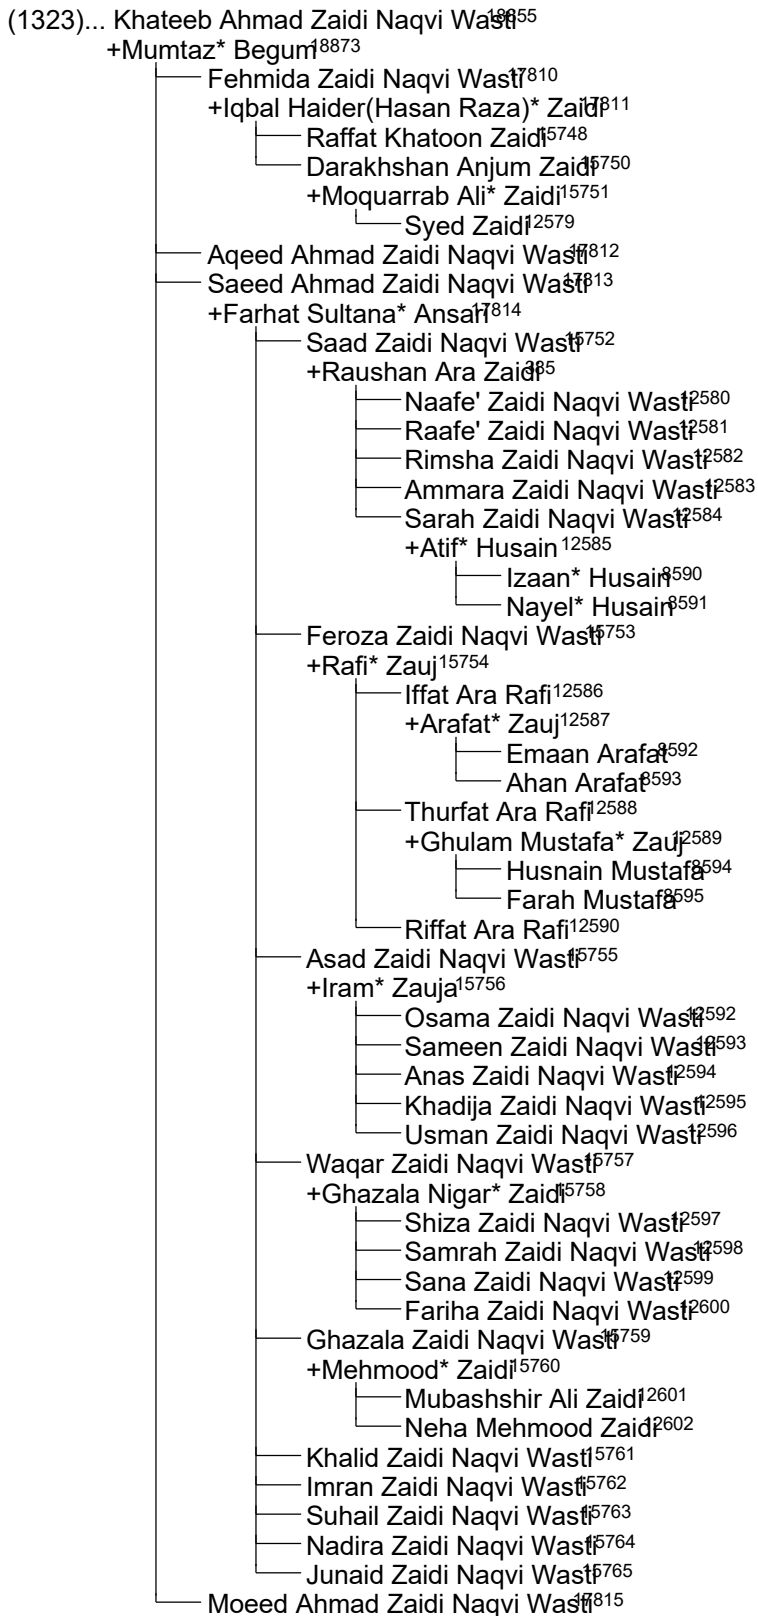 (1323)... Khateeb Ahmad Zaidi Naqvi Wasti18855
+Mumtaz* Begum18873
Fehmida Zaidi Naqvi Wasti17810
+Iqbal Haider(Hasan Raza)* Zaidi17811
Raffat Khatoon Zaidi15748
Darakhshan Anjum Zaidi15750
+Moquarrab Ali* Zaidi15751
Syed Zaidi12579
Aqeed Ahmad Zaidi Naqvi Wasti17812
Saeed Ahmad Zaidi Naqvi Wasti17813
+Farhat Sultana* Ansari17814
Saad Zaidi Naqvi Wasti15752
+Raushan Ara Zaidi385
Naafe' Zaidi Naqvi Wasti12580
Raafe' Zaidi Naqvi Wasti12581
Rimsha Zaidi Naqvi Wasti12582
Ammara Zaidi Naqvi Wasti12583
Sarah Zaidi Naqvi Wasti12584
+Atif* Husain12585
Izaan* Husain8590
Nayel* Husain8591
Feroza Zaidi Naqvi Wasti15753
+Rafi* Zauj15754
Iffat Ara Rafi12586
+Arafat* Zauj12587
Emaan Arafat8592
Ahan Arafat8593
Thurfat Ara Rafi12588
+Ghulam Mustafa* Zauj12589
Husnain Mustafa8594
Farah Mustafa8595
Riffat Ara Rafi12590
Asad Zaidi Naqvi Wasti15755
+Iram* Zauja15756
Osama Zaidi Naqvi Wasti12592
Sameen Zaidi Naqvi Wasti12593
Anas Zaidi Naqvi Wasti12594
Khadija Zaidi Naqvi Wasti12595
Usman Zaidi Naqvi Wasti12596
Waqar Zaidi Naqvi Wasti15757
+Ghazala Nigar* Zaidi15758
Shiza Zaidi Naqvi Wasti12597
Samrah Zaidi Naqvi Wasti12598
Sana Zaidi Naqvi Wasti12599
Fariha Zaidi Naqvi Wasti12600
Ghazala Zaidi Naqvi Wasti15759
+Mehmood* Zaidi15760
Mubashshir Ali Zaidi12601
Neha Mehmood Zaidi12602
Khalid Zaidi Naqvi Wasti15761
Imran Zaidi Naqvi Wasti15762
Suhail Zaidi Naqvi Wasti15763
Nadira Zaidi Naqvi Wasti15764
Junaid Zaidi Naqvi Wasti15765
Moeed Ahmad Zaidi Naqvi Wasti17815